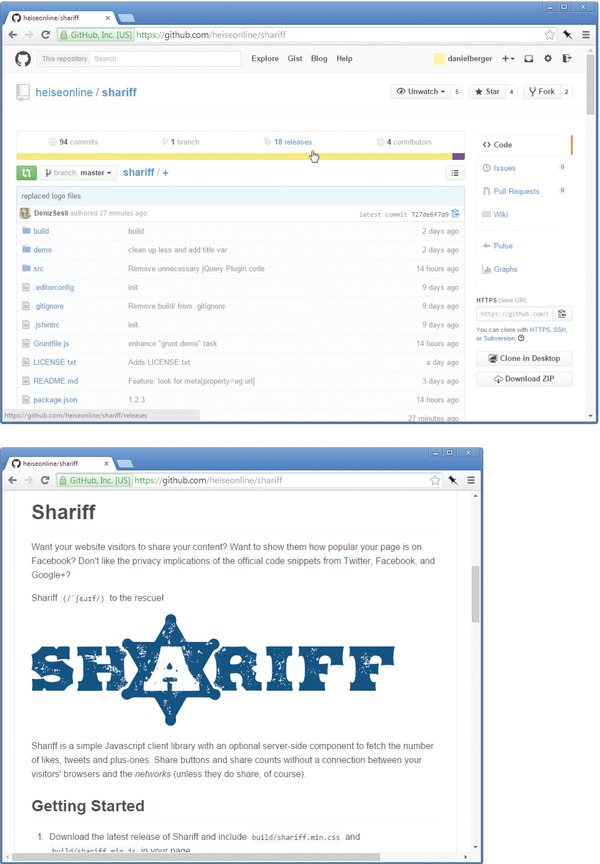 heiseonline/shariff
GitHub, Inc. [US] https://github.com/heiseonline/shariff
This repository Search Explore Gist Blog Help danielberger
heiseonline / shariff Unwatch 5 Star 4 Fork 2
94 commits 1 branch 18 releases 4 contributors
branch: master shariff / +
replaced logo files
DenizSesli authored 27 minutes ago latest commit 727de6f7d9
build build 2 days ago
demo clean up less and add title var 2 days ago
src Remove unnecessary jQuery Plugin code 14 hours ago
.editorconfig init 9 days ago
.gitignore Remove build/ from .gitignore 9 days ago
.jshintrc init 9 days ago
Gruntfile.js enhance "grunt demo" task 14 hours ago
LICENSE.txt Adds LICENSE.txt a day ago
README.md Feature: look for meta[property=og:url] 3 days ago
package.json 1.2.3 14 hours ago
27 minutes ago
https://github.com/heiseonline/shariff/releases
Code
Issues 0
Pull Requests 0
Wiki
Pulse
Graphs
HTTPS clone URL
https://github.com/
You can clone with HTTPS, SSH,
or Subversion.
Clone in Desktop
Download ZIP
heiseonline/shariff
GitHub, Inc. [US] https://github.com/heiseonline/shariff
Shariff
Want your website visitors to share your content? Want to show them how popular your page is on
Facebook? Don't like the privacy implications of the official code snippets from Twitter, Facebook, and
Google+?
Shariff (/ˈʃɛɹɪf/) to the rescue!
SHARIFF
Shariff is a simple Javascript client library with an optional server-side component to fetch the number
of likes, tweets and plus-ones. Share buttons and share counts without a connection between your
visitors' browsers and the networks (unless they do share, of course).
Getting Started
1. Download the latest release of Shariff and include build/shariff.min.css and
build/shariff.min.js in your page.